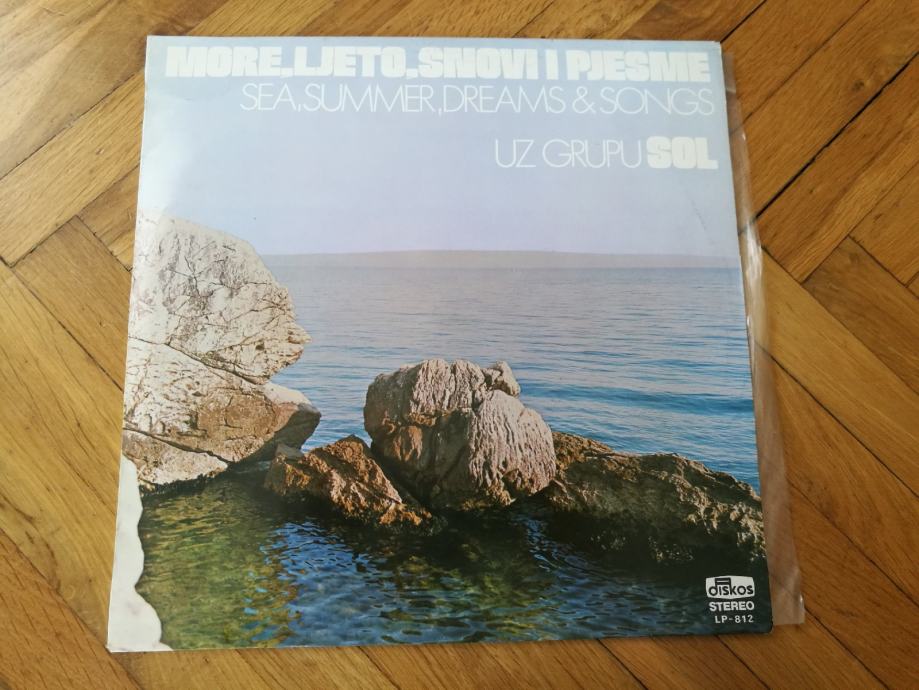 MORE, LJETO, SNOVI I PJESME
SEA, SUMMER, DREAMS & SONGS
UZ GRUPU SOL
diskos
STEREO
LP-812